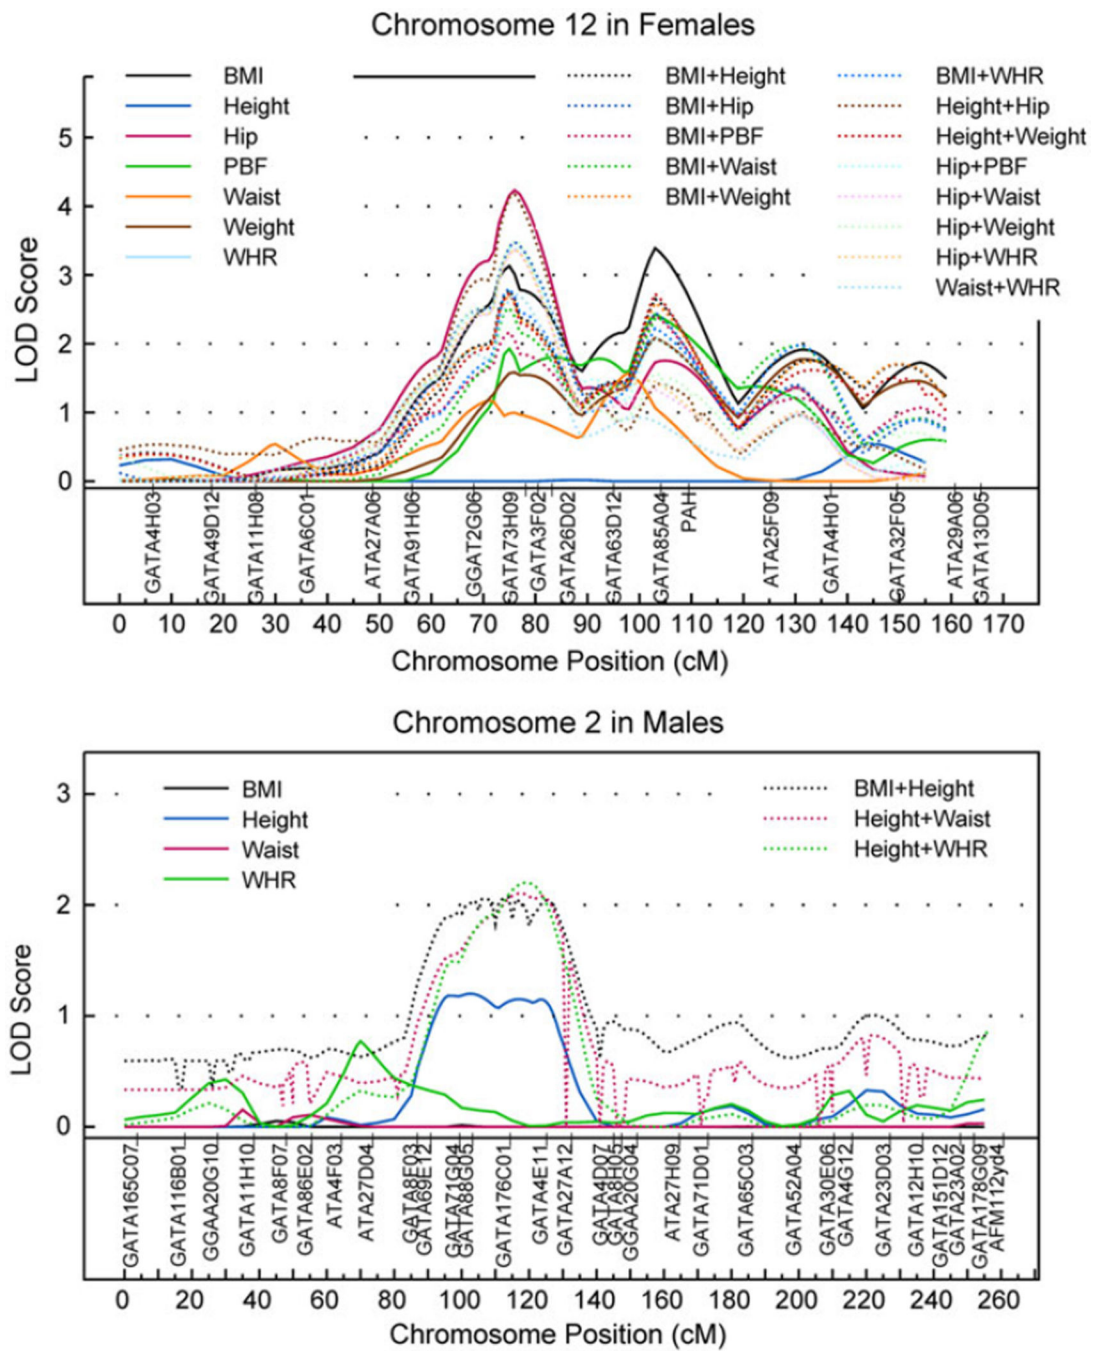 Chromosome 12 in Females
BMI
Height
Hip
PBF
Waist
Weight
WHR
BMI+Height
BMI+Hip
BMI+PBF
BMI+Waist
BMI+Weight
BMI+WHR
Height+Hip
Height+Weight
Hip+PBF
Hip+Waist
Hip+Weight
Hip+WHR
Waist+WHR
LOD Score
5
4
3
2
1
0
GATA4H03
GATA49D12
GATA11H08
GATA6C01
ATA27A06
GATA91H06
GGAT2G06
GATA73H09
GATA3F02
GATA26D02
GATA63D12
GATA85A04
PAH
ATA25F09
GATA4H01
GATA32F05
ATA29A06
GATA13D05
0 10 20 30 40 50 60 70 80 90 100 110 120 130 140 150 160 170
Chromosome Position (cM)
Chromosome 2 in Males
BMI
Height
Waist
WHR
BMI+Height
Height+Waist
Height+WHR
LOD Score
3
2
1
0
GATA165C07
GATA116B01
GGAA20G10
GATA11H10
GATA8F07
GATA86E02
ATA4F03
ATA27D04
GATA8F03
GATA69E12
GATA71G04
GATA88G05
GATA176C01
GATA4E11
GATA27A12
GATA4D07
GATA8H05
GGAA20G04
ATA27H09
GATA71D01
GATA65C03
GATA52A04
GATA30E06
GATA4G12
GATA23D03
GATA12H10
GATA151D12
GATA23A02
GATA178G09
AFM112yd4
0 20 40 60 80 100 120 140 160 180 200 220 240 260
Chromosome Position (cM)